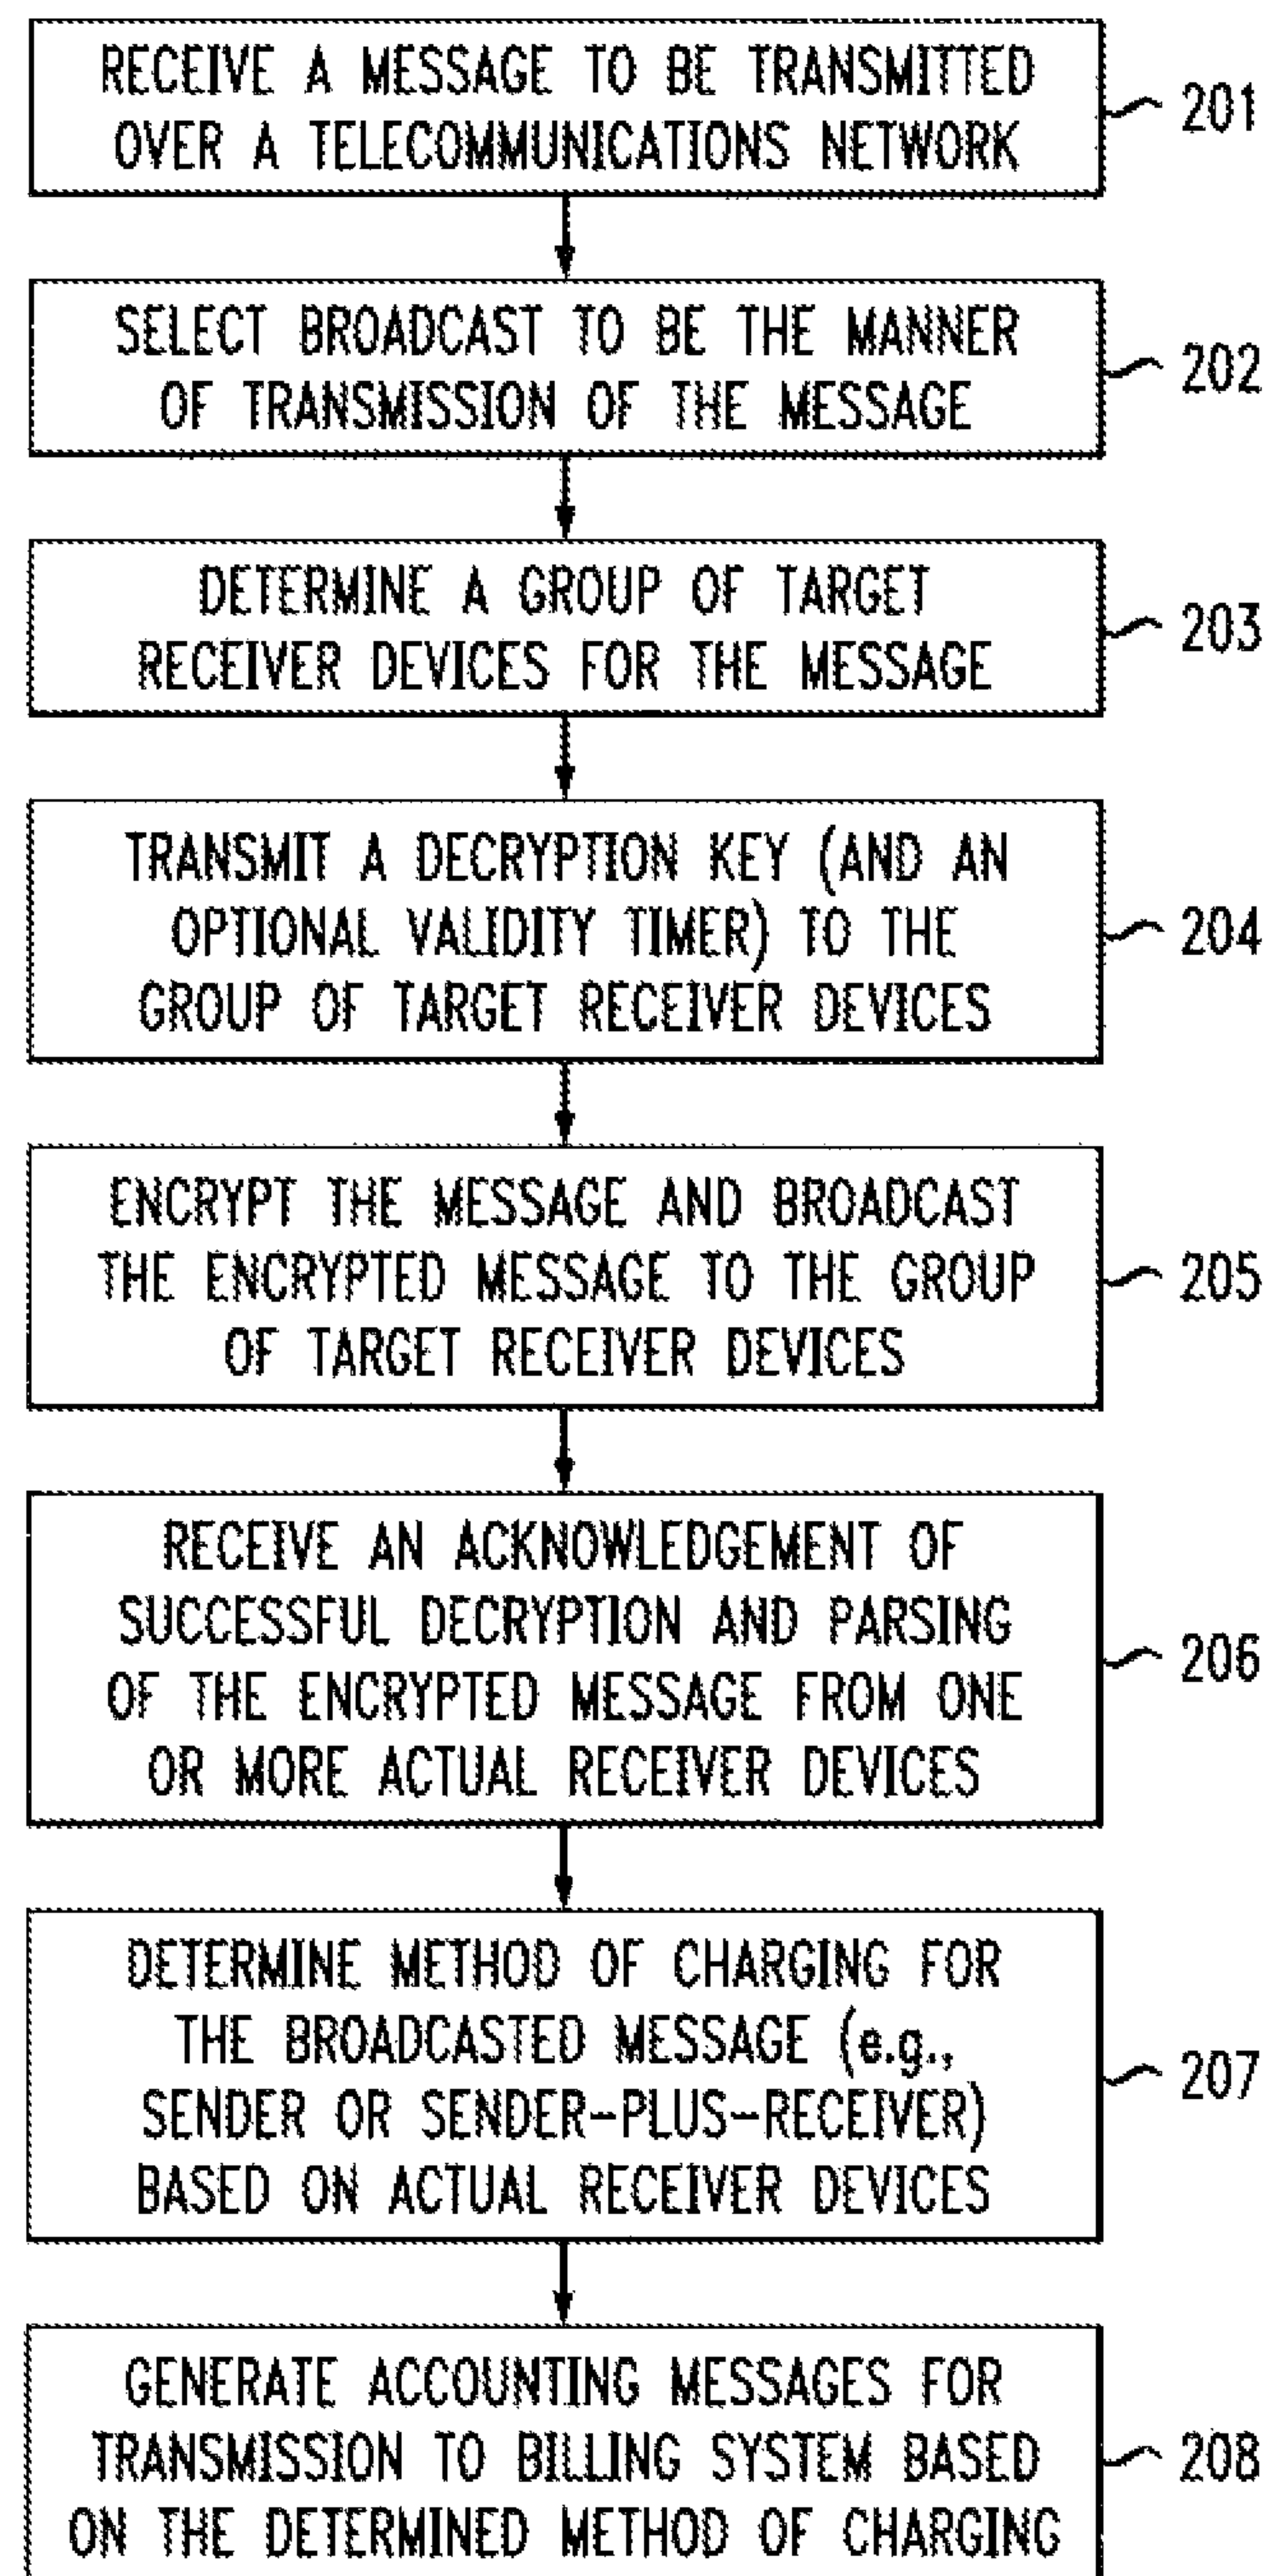 RECEIVE A MESSAGE TO BE TRANSMITTED
OVER A TELECOMMUNICATIONS NETWORK
201
SELECT BROADCAST TO BE THE MANNER
OF TRANSMISSION OF THE MESSAGE
202
DETERMINE A GROUP OF TARGET
RECEIVER DEVICES FOR THE MESSAGE
203
TRANSMIT A DECRYPTION KEY (AND AN
OPTIONAL VALIDITY TIMER) TO THE
GROUP OF TARGET RECEIVER DEVICES
204
ENCRYPT THE MESSAGE AND BROADCAST
THE ENCRYPTED MESSAGE TO THE GROUP
OF TARGET RECEIVER DEVICES
205
RECEIVE AN ACKNOWLEDGEMENT OF
SUCCESSFUL DECRYPTION AND PARSING
OF THE ENCRYPTED MESSAGE FROM ONE
OR MORE ACTUAL RECEIVER DEVICES
206
DETERMINE METHOD OF CHARGING FOR
THE BROADCASTED MESSAGE (e.g.,
SENDER OR SENDER-PLUS-RECEIVER)
BASED ON ACTUAL RECEIVER DEVICES
207
GENERATE ACCOUNTING MESSAGES FOR
TRANSMISSION TO BILLING SYSTEM BASED
ON THE DETERMINED METHOD OF CHARGING
208